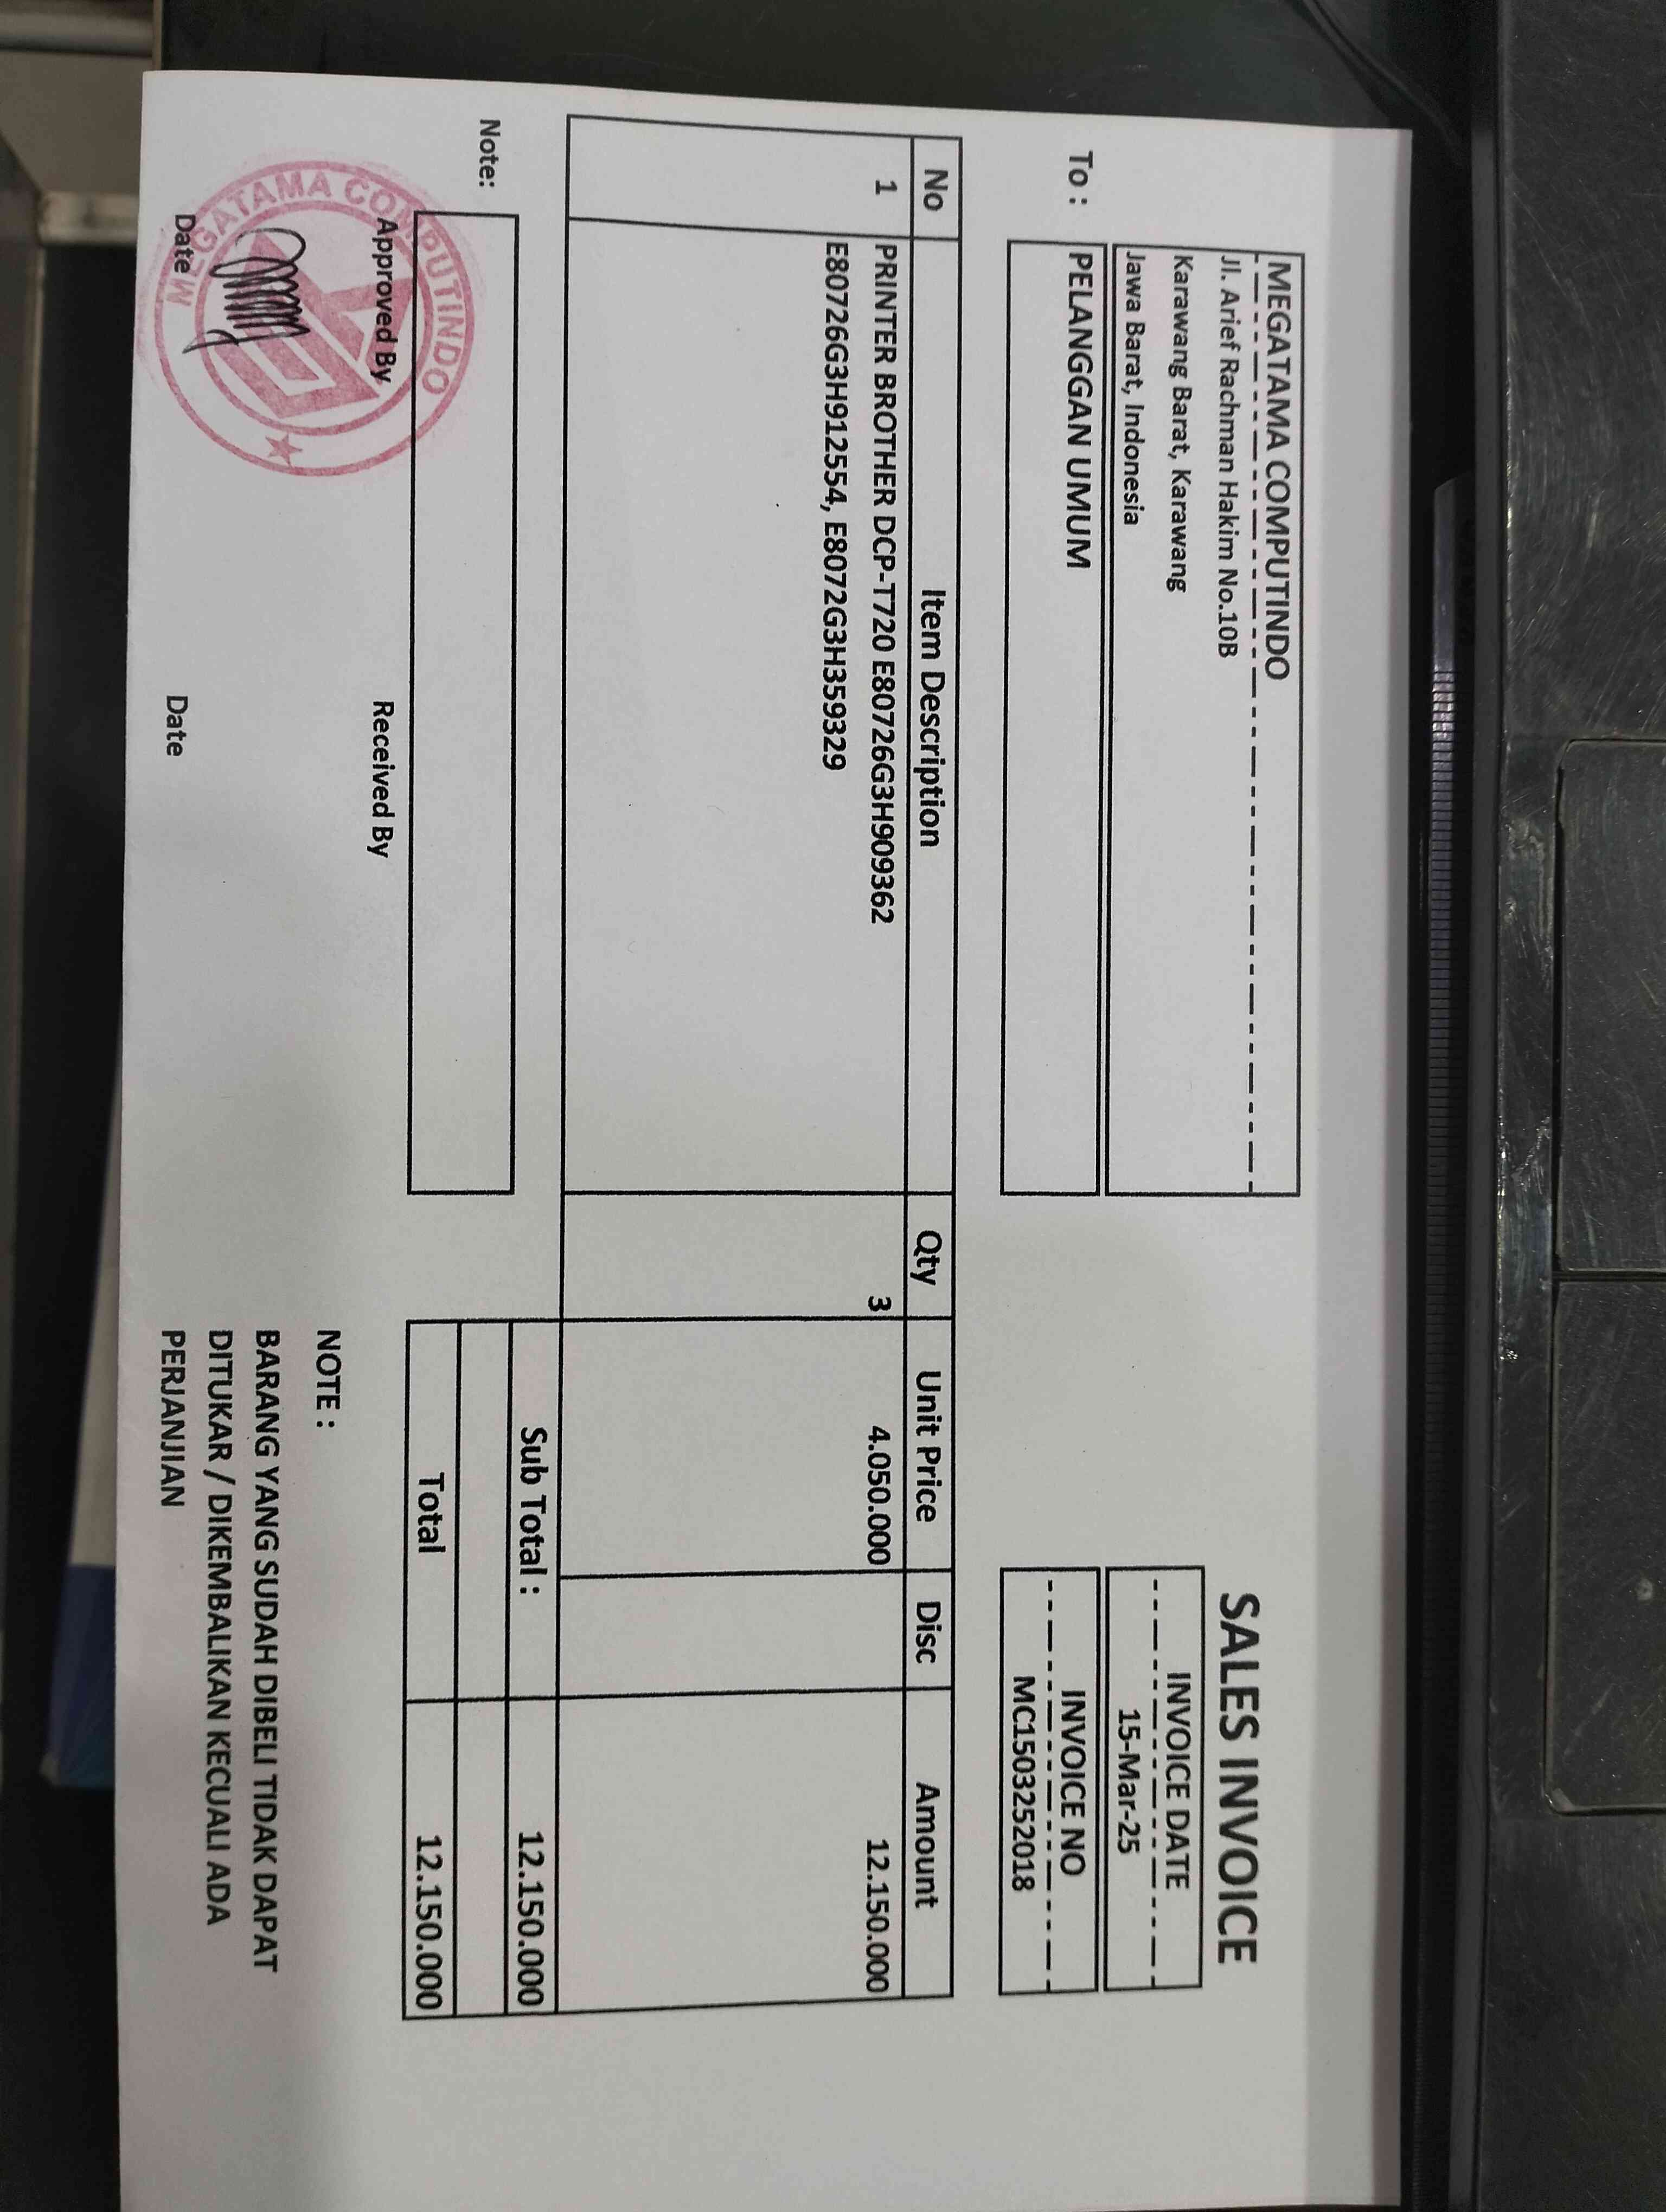 MEGATAMA COMPUTINDO
Jl. Arief Rachman Hakim No.10B
Karawang Barat, Karawang
Jawa Barat, Indonesia
SALES INVOICE
INVOICE DATE
15-Mar-25
To :
PELANGGAN UMUM
INVOICE NO
MC1503252018
No Item Description Qty Unit Price Disc Amount
1 PRINTER BROTHER DCP-T720 E80726G3H909362 3 4.050.000 12.150.000
E80726G3H912554, E8072G3H359329
Note:
Sub Total : 12.150.000
Total 12.150.000
Approved By
Received By
MEGATAMA COMPUTINDO
Date
Date
NOTE :
BARANG YANG SUDAH DIBELI TIDAK DAPAT
DITUKAR / DIKEMBALIKAN KECUALI ADA
PERJANJIAN